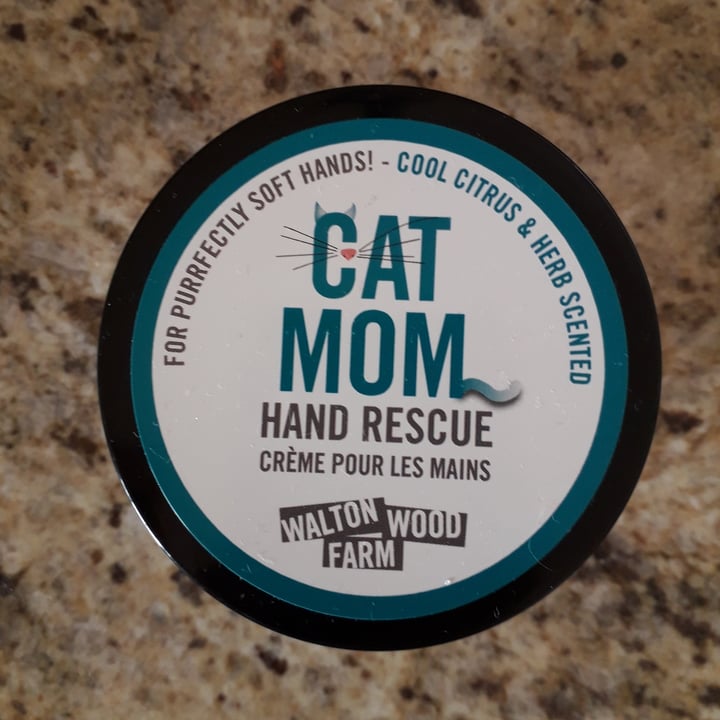 FOR PURRFECTLY SOFT HANDS! - COOL CITRUS & HERB SCENTED
CAT
MOM
HAND RESCUE
CRÈME POUR LES MAINS
WALTON WOOD
FARM